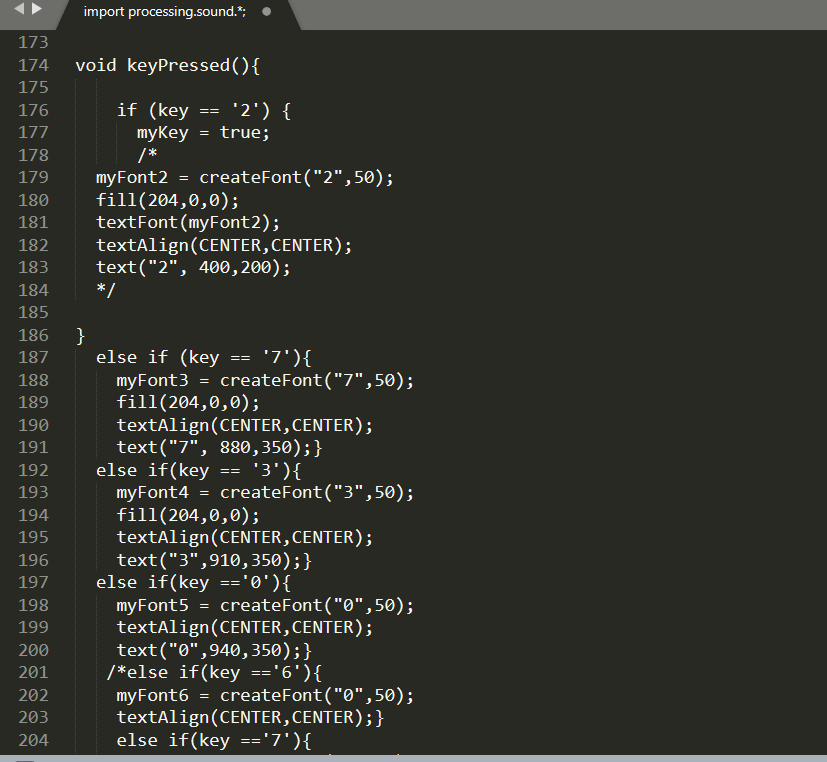 import processing.sound.*;
173
174 void keyPressed(){
175
176 if (key == '2') {
177 myKey = true;
178 /*
179 myFont2 = createFont("2",50);
180 fill(204,0,0);
181 textFont(myFont2);
182 textAlign(CENTER,CENTER);
183 text("2", 400,200);
184 */
185
186 }
187 else if (key == '7'){
188 myFont3 = createFont("7",50);
189 fill(204,0,0);
190 textAlign(CENTER,CENTER);
191 text("7", 880,350);}
192 else if(key == '3'){
193 myFont4 = createFont("3",50);
194 fill(204,0,0);
195 textAlign(CENTER,CENTER);
196 text("3",910,350);}
197 else if(key =='0'){
198 myFont5 = createFont("0",50);
199 textAlign(CENTER,CENTER);
200 text("0",940,350);}
201 /*else if(key =='6'){
202 myFont6 = createFont("0",50);
203 textAlign(CENTER,CENTER);}
204 else if(key =='7'){